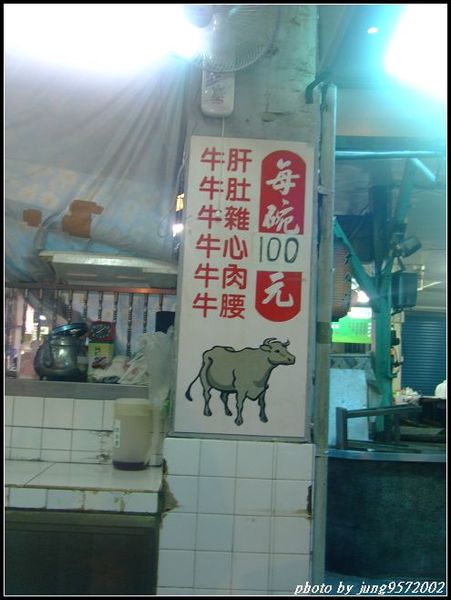 每碗
100
元
牛肝
牛肚
牛雜
牛心
牛肉
牛腰
photo by jung9572002